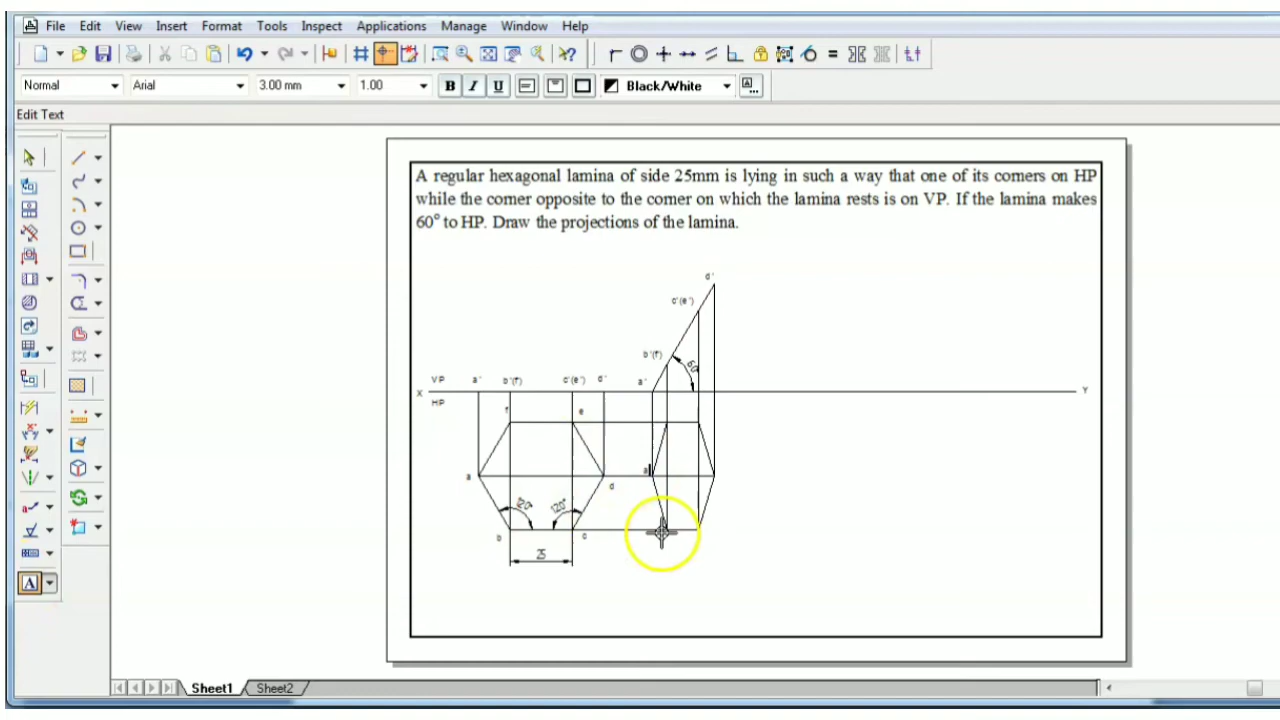 File Edit View Insert Format Tools Inspect Applications Manage Window Help
Normal Arial 3.00 mm 1.00 B I U Black/White A
Edit Text
A regular hexagonal lamina of side 25mm is lying in such a way that one of its corners on HP
while the corner opposite to the corner on which the lamina rests is on VP. If the lamina makes
60° to HP. Draw the projections of the lamina.
d'
c'(e')
b'(f')
60°
X VP a' b'(f') c'(e') d' a' Y
HP
f e
a d a
120° 120°
b c
25
A
Sheet1 Sheet2